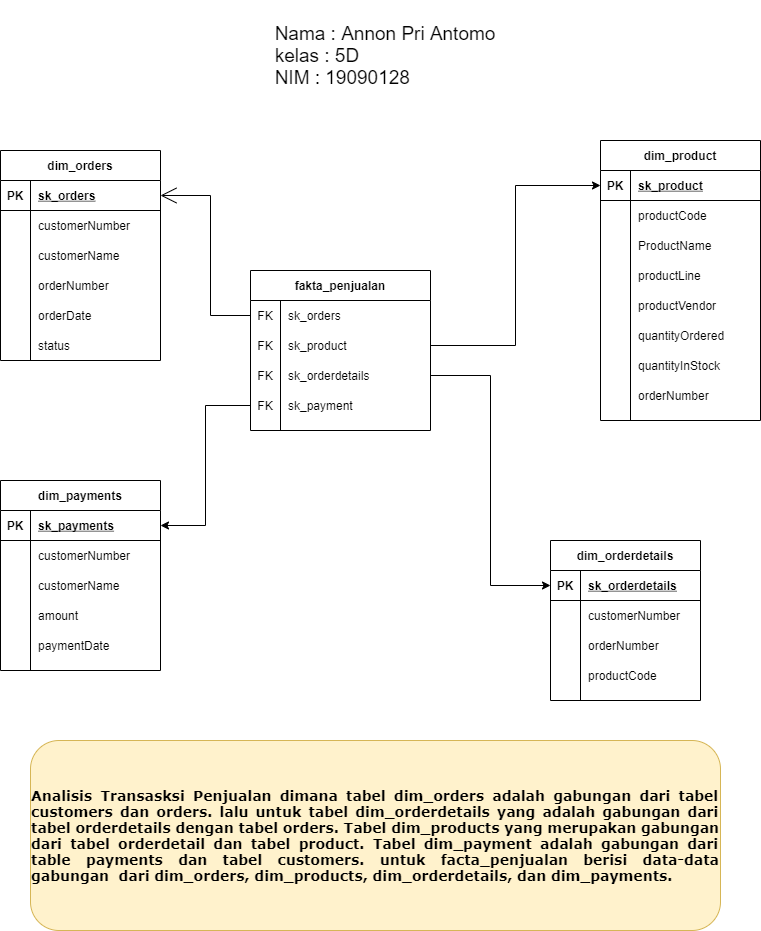 Nama : Annon Pri Antomo
kelas : 5D
NIM : 19090128
dim_orders
PK sk_orders
customerNumber
customerName
orderNumber
orderDate
status
dim_product
PK sk_product
productCode
ProductName
productLine
productVendor
quantityOrdered
quantityInStock
orderNumber
fakta_penjualan
FK sk_orders
FK sk_product
FK sk_orderdetails
FK sk_payment
dim_payments
PK sk_payments
customerNumber
customerName
amount
paymentDate
dim_orderdetails
PK sk_orderdetails
customerNumber
orderNumber
productCode
Analisis Transasksi Penjualan dimana tabel dim_orders adalah gabungan dari tabel
customers dan orders. lalu untuk tabel dim_orderdetails yang adalah gabungan dari
tabel orderdetails dengan tabel orders. Tabel dim_products yang merupakan gabungan
dari tabel orderdetail dan tabel product. Tabel dim_payment adalah gabungan dari
table payments dan tabel customers. untuk facta_penjualan berisi data-data
gabungan dari dim_orders, dim_products, dim_orderdetails, dan dim_payments.